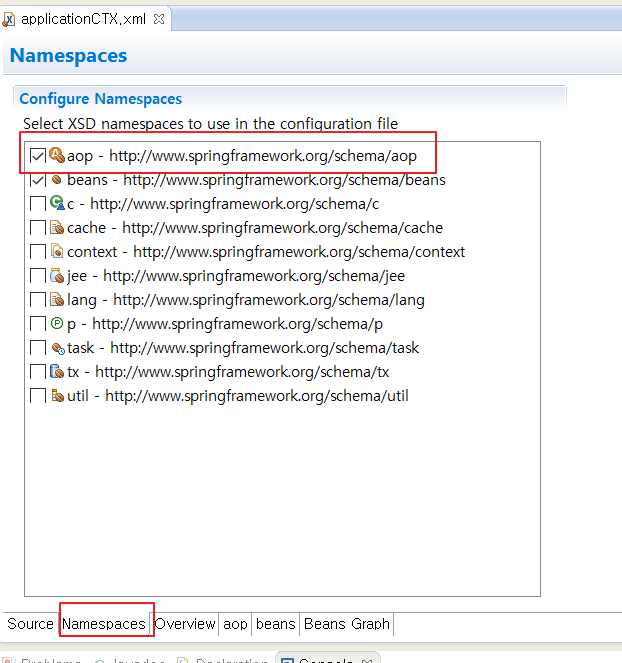 applicationCTX.xml
Namespaces
Configure Namespaces
Select XSD namespaces to use in the configuration file
aop - http://www.springframework.org/schema/aop
beans - http://www.springframework.org/schema/beans
c - http://www.springframework.org/schema/c
cache - http://www.springframework.org/schema/cache
context - http://www.springframework.org/schema/context
jee - http://www.springframework.org/schema/jee
lang - http://www.springframework.org/schema/lang
p - http://www.springframework.org/schema/p
task - http://www.springframework.org/schema/task
tx - http://www.springframework.org/schema/tx
util - http://www.springframework.org/schema/util
Source Namespaces Overview aop beans Beans Graph
Problems Javadoc Declaration Console